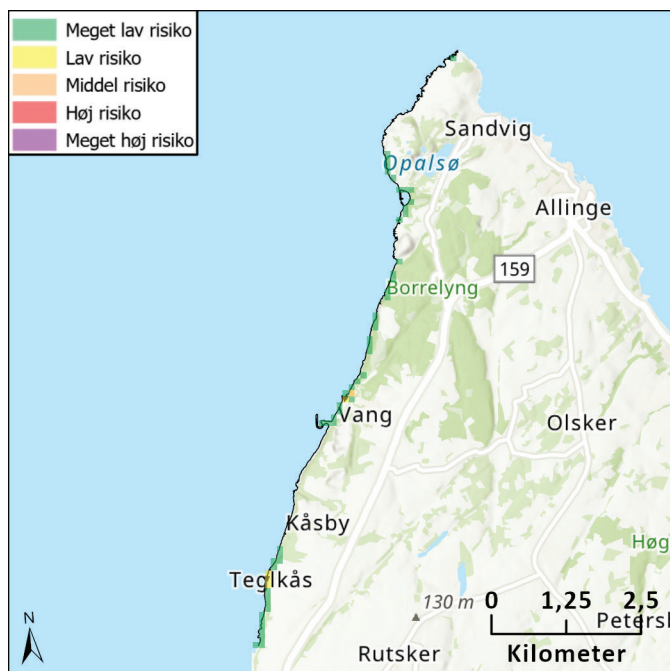 Meget lav risiko
Lav risiko
Middel risiko
Høj risiko
Meget høj risiko
Sandvig
Opalsø
Allinge
159
Borrelyng
Vang
Olsker
Kåsby
Høg
Teglkås
130 m
0 1,25 2,5
Petersk
Kilometer
Rutsker
N